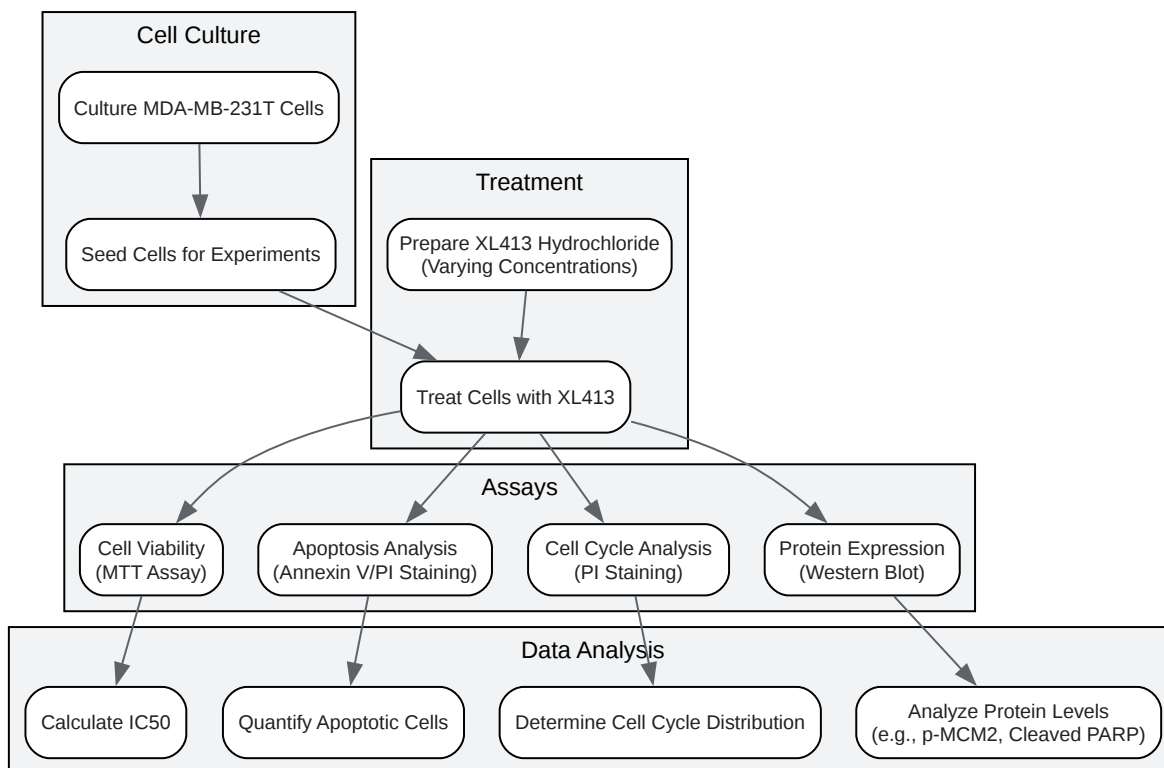 Cell Culture
Culture MDA-MB-231T Cells
Seed Cells for Experiments
Treatment
Prepare XL413 Hydrochloride
(Varying Concentrations)
Treat Cells with XL413
Assays
Cell Viability
(MTT Assay)
Apoptosis Analysis
(Annexin V/PI Staining)
Cell Cycle Analysis
(PI Staining)
Protein Expression
(Western Blot)
Data Analysis
Calculate IC50
Quantify Apoptotic Cells
Determine Cell Cycle Distribution
Analyze Protein Levels
(e.g., p-MCM2, Cleaved PARP)